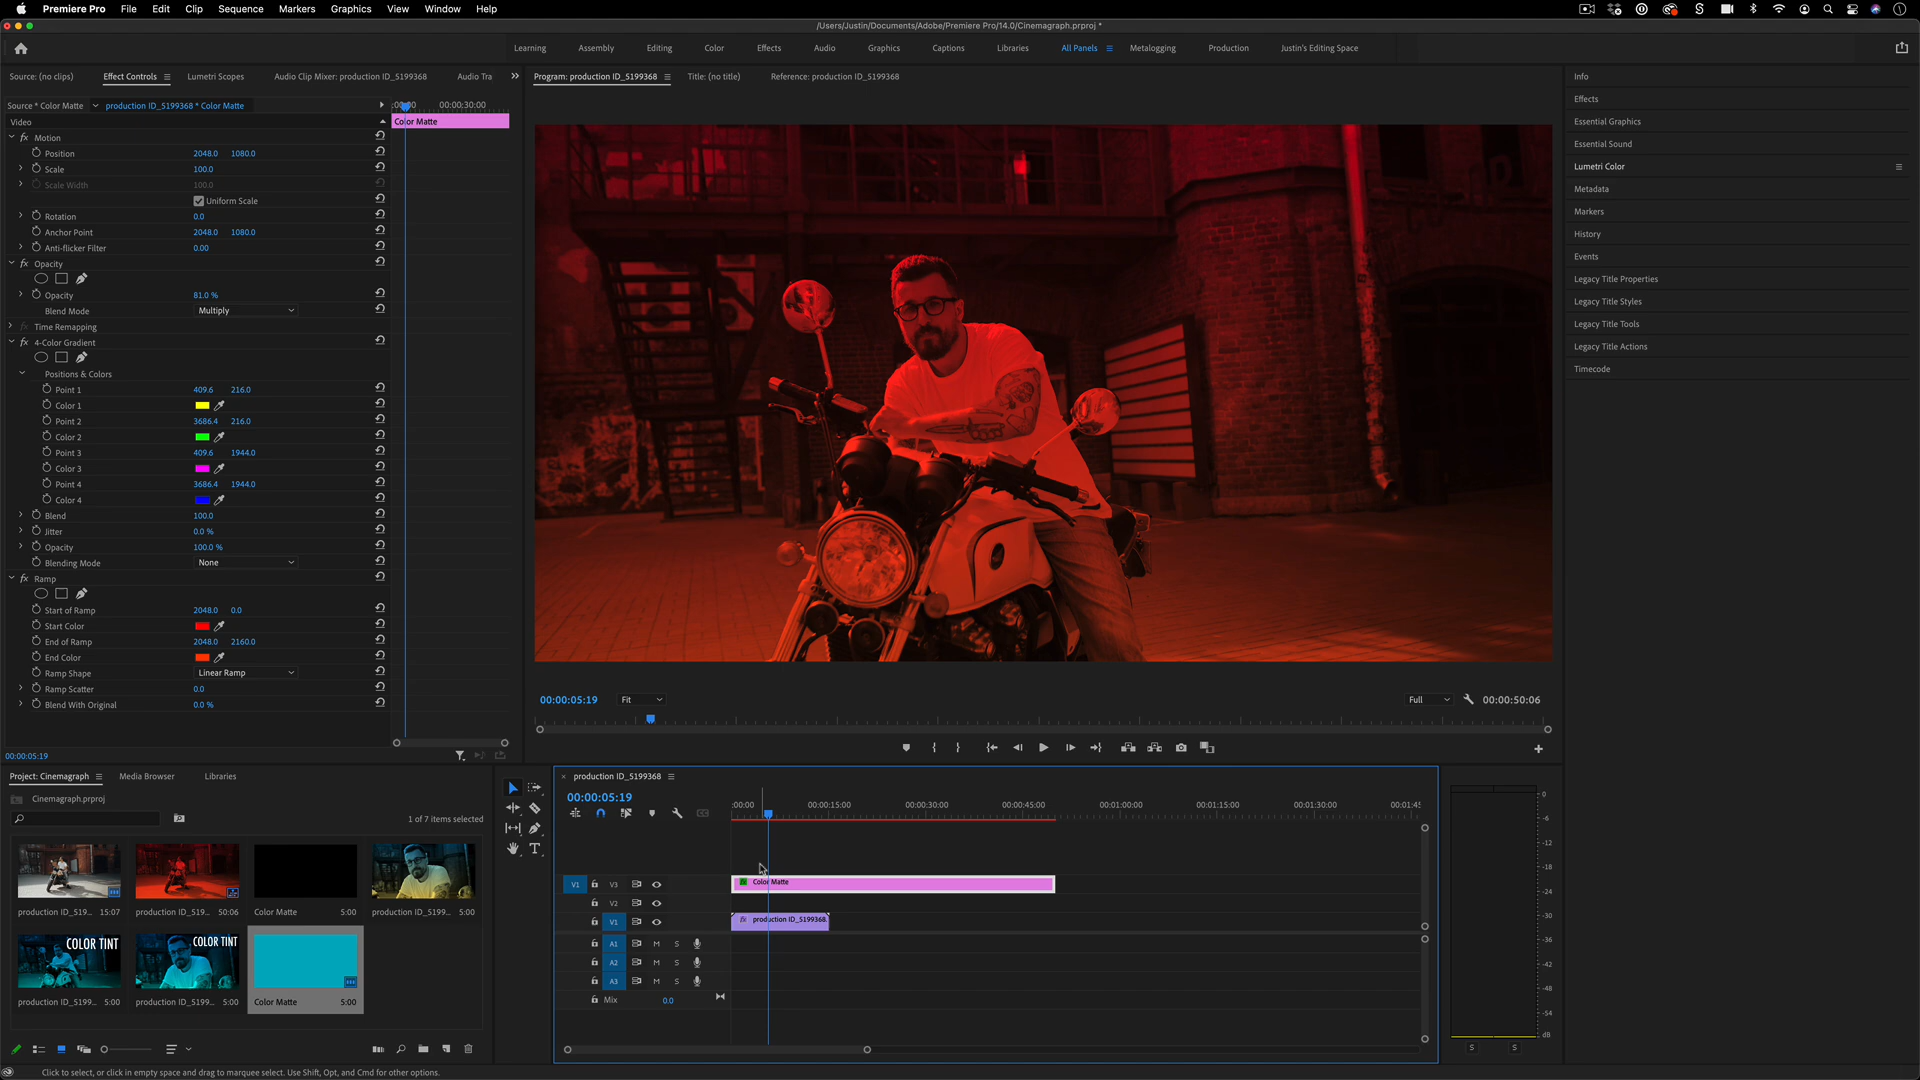 Premiere Pro File Edit Clip Sequence Markers Graphics View Window Help
/Users/Justin/Documents/Adobe/Premiere Pro/14.0/Cinemagraph.prproj *
Learning Assembly Editing Color Effects Audio Graphics Captions Libraries All Panels Metalogging Production Justin's Editing Space
Source: (no clips) Effect Controls Lumetri Scopes Audio Clip Mixer: production ID_5199368 Audio Tra
Program: production ID_5199368 Title: (no title) Reference: production ID_5199368
Source * Color Matte production ID_5199368 * Color Matte :00:00 00:00:30:00
Video Color Matte
fx Motion
Position 2048.0 1080.0
Scale 100.0
Scale Width 100.0
Uniform Scale
Rotation 0.0
Anchor Point 2048.0 1080.0
Anti-flicker Filter 0.00
fx Opacity
Opacity 81.0 %
Blend Mode Multiply
fx Time Remapping
fx 4-Color Gradient
Positions & Colors
Point 1 409.6 216.0
Color 1
Point 2 3686.4 216.0
Color 2
Point 3 409.6 1944.0
Color 3
Point 4 3686.4 1944.0
Color 4
Blend 100.0
Jitter 0.0 %
Opacity 100.0 %
Blending Mode None
fx Ramp
Start of Ramp 2048.0 0.0
Start Color
End of Ramp 2048.0 2160.0
End Color
Ramp Shape Linear Ramp
Ramp Scatter 0.0
Blend With Original 0.0 %
00:00:05:19
00:00:05:19 Fit Full 00:00:50:06
Info
Effects
Essential Graphics
Essential Sound
Lumetri Color
Metadata
Markers
History
Events
Legacy Title Properties
Legacy Title Styles
Legacy Title Tools
Legacy Title Actions
Timecode
Project: Cinemagraph Media Browser Libraries
Cinemagraph.prproj
1 of 7 items selected
production ID_519... 15:07 production ID_519... 50:06 Color Matte 5:00 production ID_5199... 5:00
COLOR TINT COLOR TINT
production ID_5199... 5:00 production ID_5199... 5:00 Color Matte 5:00
production ID_5199368
00:00:05:19
:00:00 00:00:15:00 00:00:30:00 00:00:45:00 00:01:00:00 00:01:15:00 00:01:30:00 00:01:45
V1 V3 Color Matte
V2
V1 fx production ID_5199368.
A1 M S
A2 M S
A3 M S
Mix 0.0
0
-6
-12
-18
-24
-30
-36
-42
-48
-54
dB
S S
Click to select, or click in empty space and drag to marquee select. Use Shift, Opt, and Cmd for other options.